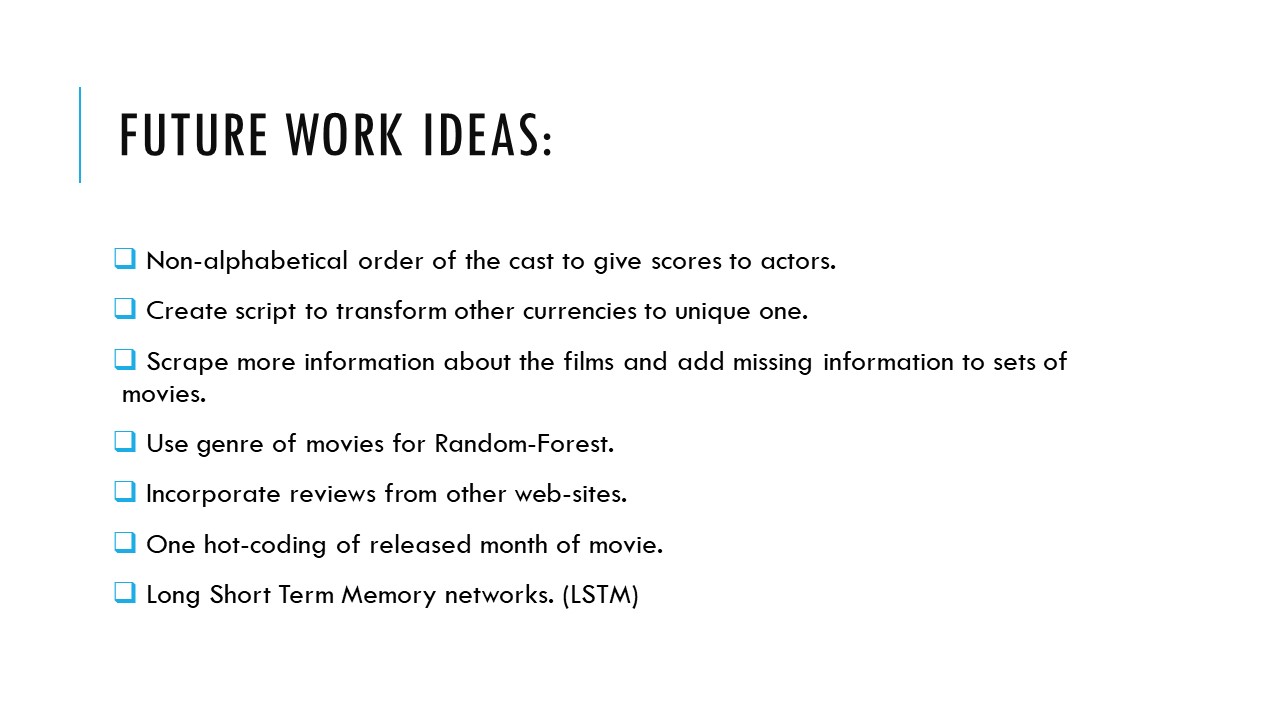 FUTURE WORK IDEAS:
❑ Non-alphabetical order of the cast to give scores to actors.
❑ Create script to transform other currencies to unique one.
❑ Scrape more information about the films and add missing information to sets of
movies.
❑ Use genre of movies for Random-Forest.
❑ Incorporate reviews from other web-sites.
❑ One hot-coding of released month of movie.
❑ Long Short Term Memory networks. (LSTM)